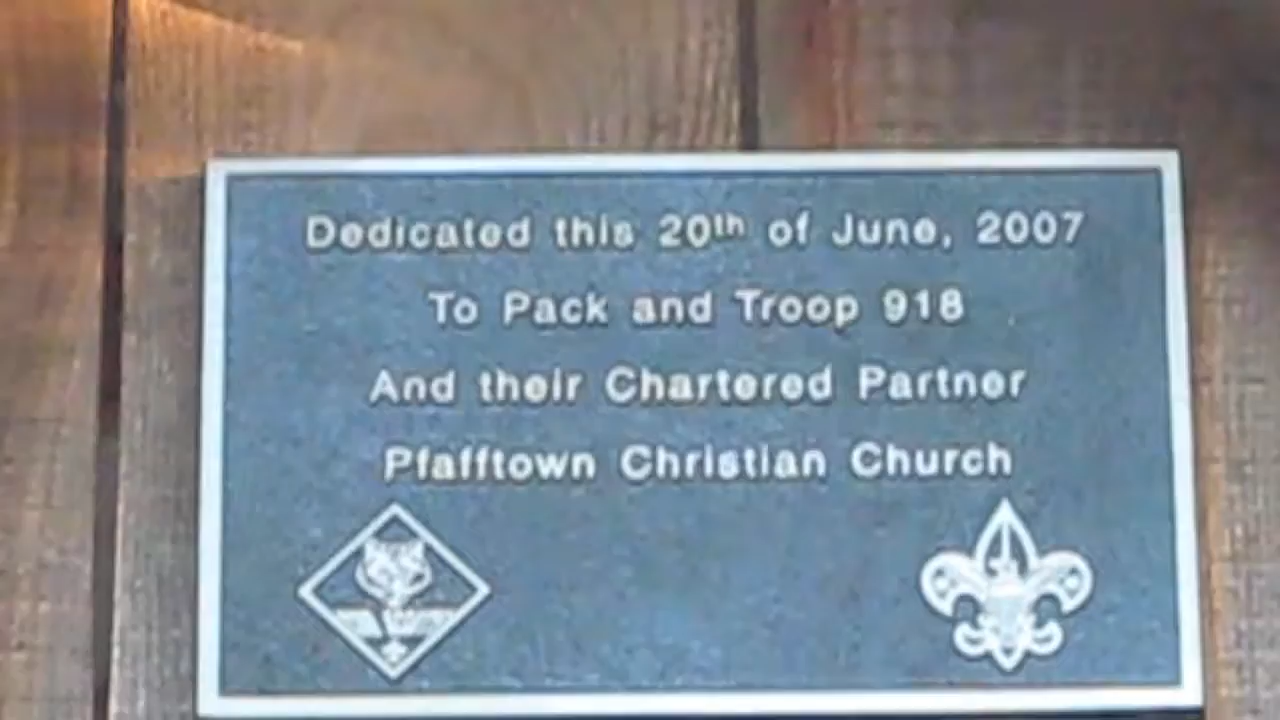 Dedicated this 20th of June, 2007
To Pack and Troop 918
And their Chartered Partner
Pfafftown Christian Church